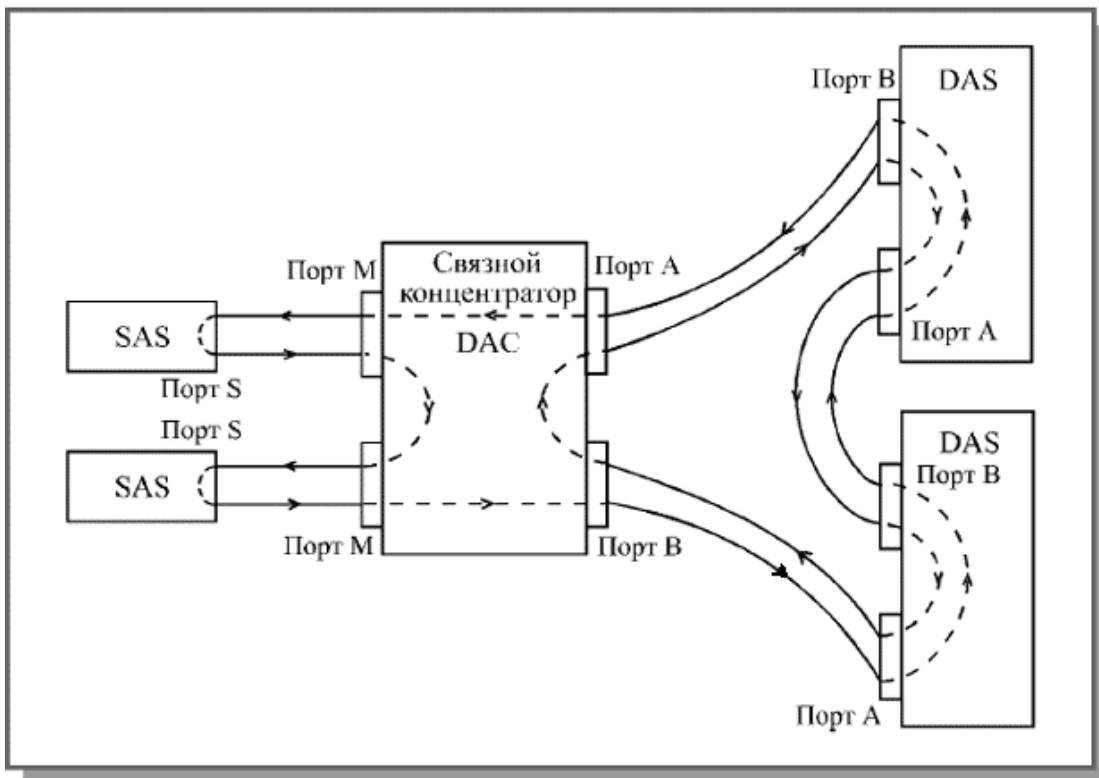 Порт В
DAS
Порт М
Связной
концентратор
DAC
Порт А
SAS
Порт S
Порт А
Порт S
SAS
DAS
Порт В
Порт М
Порт В
Порт А